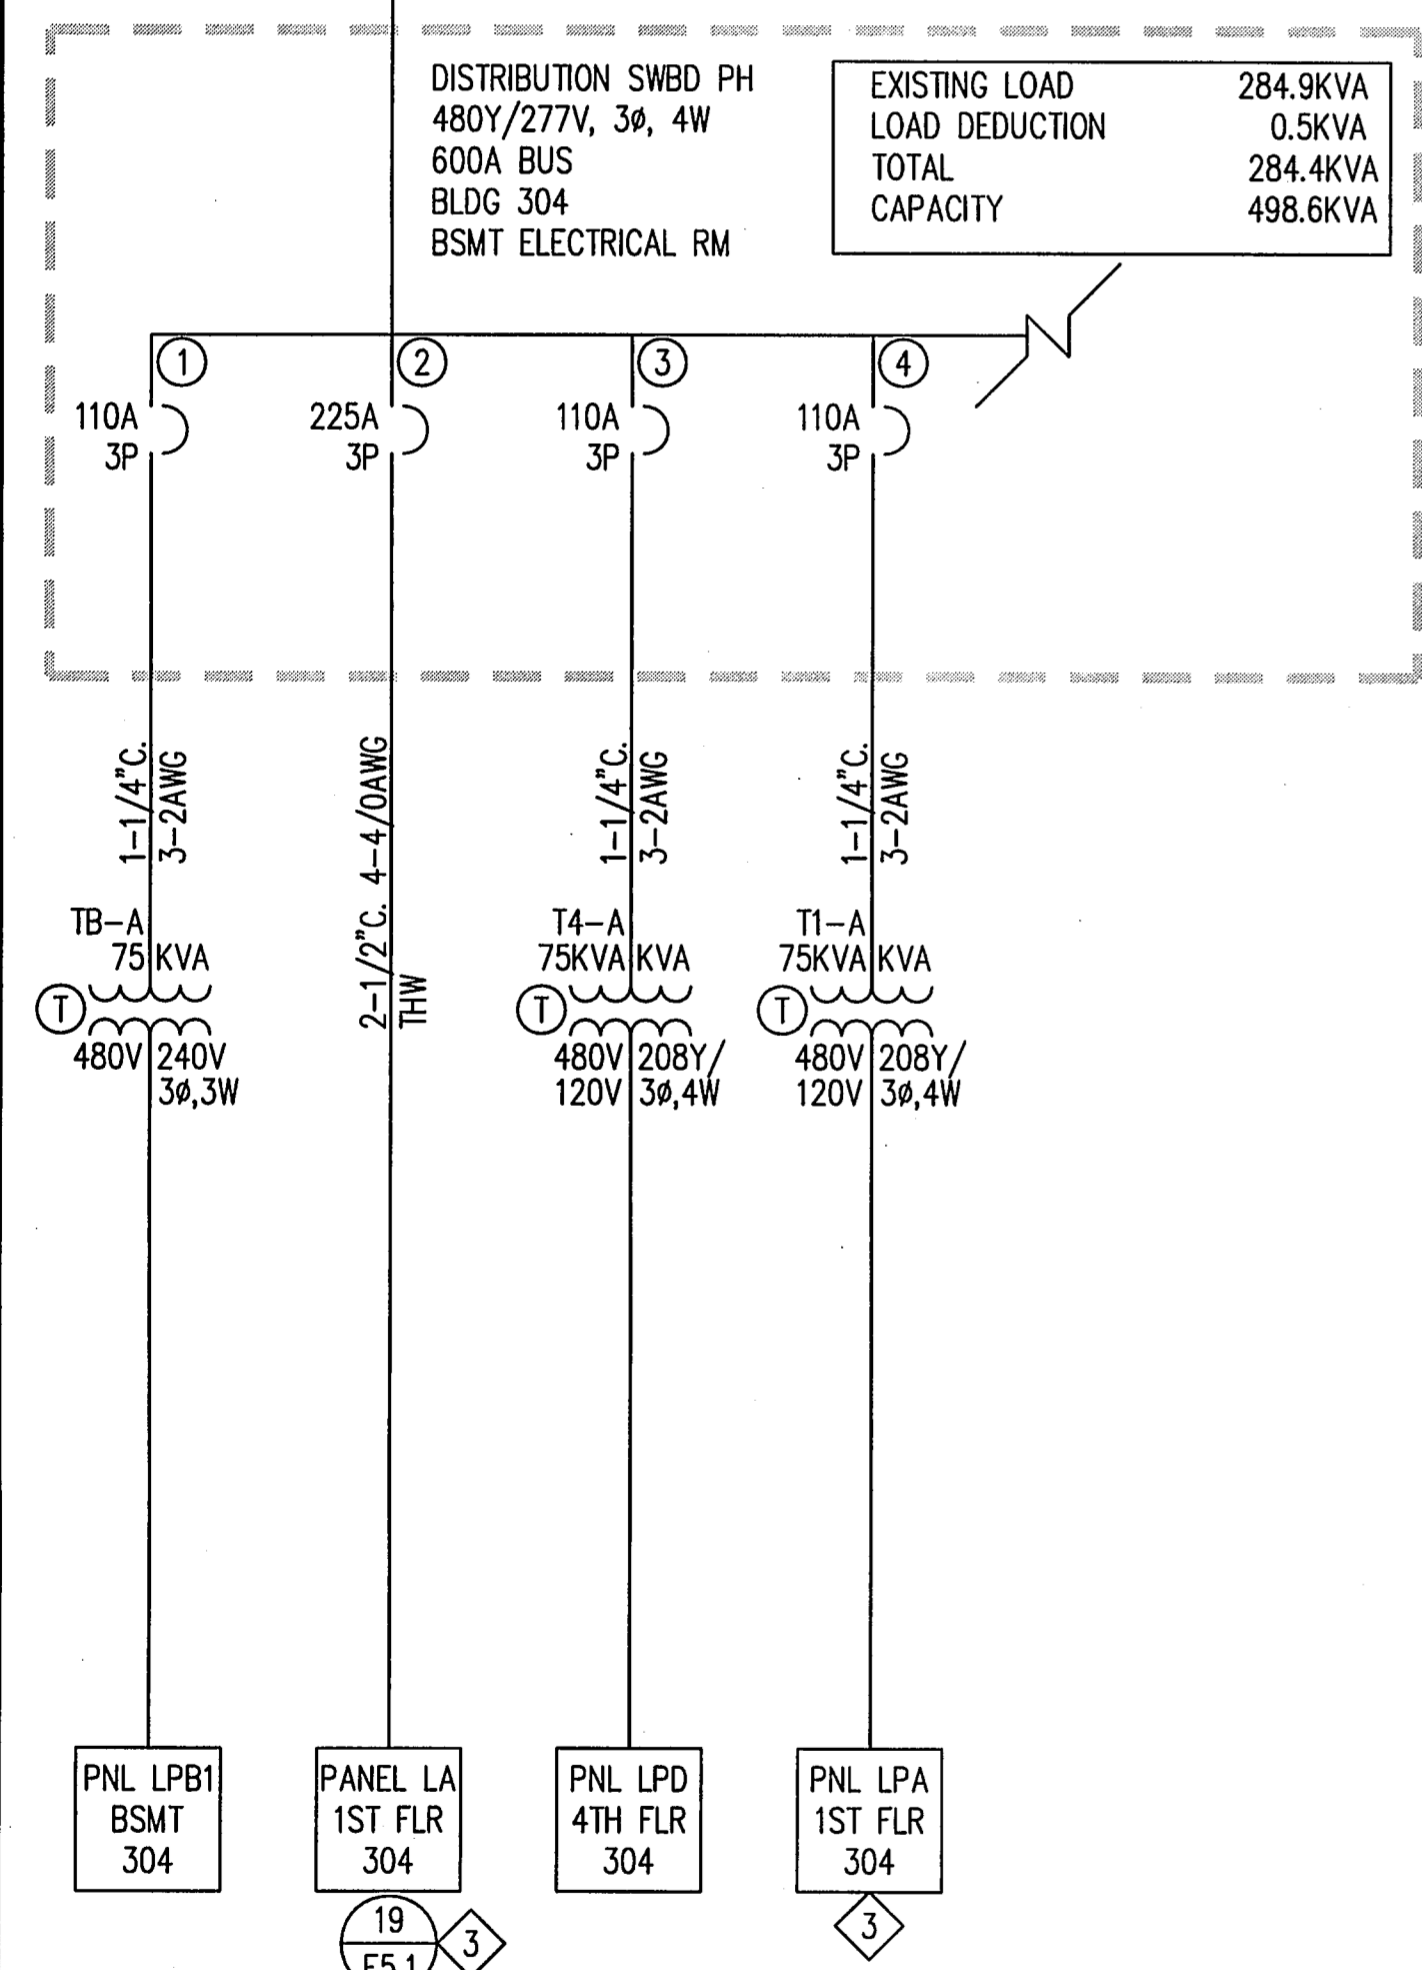 DISTRIBUTION SWBD PH
480Y/277V, 3ø, 4W
600A BUS
BLDG 304
BSMT ELECTRICAL RM
EXISTING LOAD 284.9KVA
LOAD DEDUCTION 0.5KVA
TOTAL 284.4KVA
CAPACITY 498.6KVA
1
110A
3P
2
225A
3P
3
110A
3P
4
110A
3P
1-1/4"C.
3-2AWG
TB-A
75 KVA
T
480V 240V
3ø,3W
2-1/2"C. 4-4/0AWG
THW
1-1/4"C.
3-2AWG
T4-A
75KVA KVA
T
480V 208Y/
120V 3ø,4W
1-1/4"C.
3-2AWG
T1-A
75KVA KVA
T
480V 208Y/
120V 3ø,4W
PNL LPB1
BSMT
304
PANEL LA
1ST FLR
304
19
E5.1
3
PNL LPD
4TH FLR
304
PNL LPA
1ST FLR
304
3